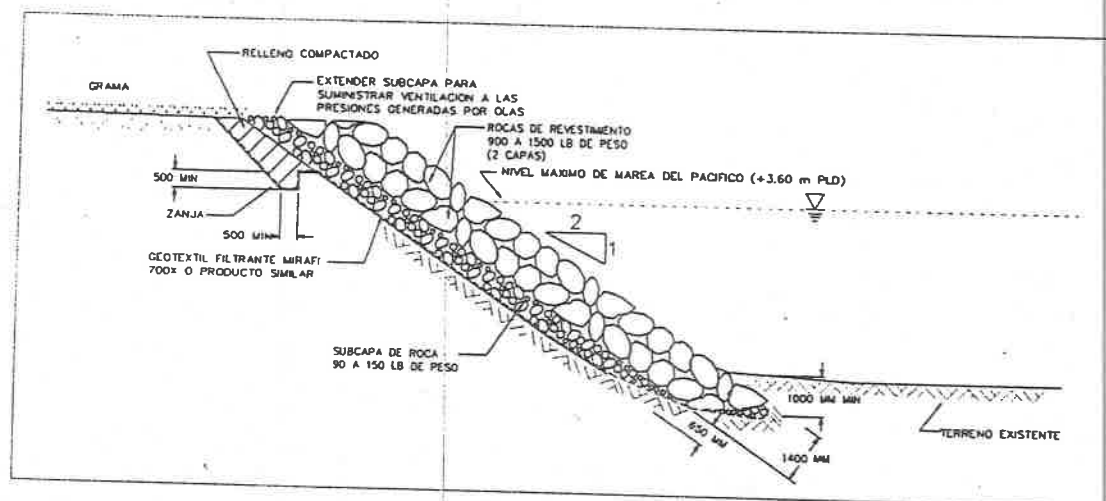 RELLENO COMPACTADO
GRAMA
EXTENDER SUBCAPA PARA
SUMINISTRAR VENTILACION A LAS
PRESIONES GENERADAS POR OLAS
ROCAS DE REVESTIMIENTO
900 A 1500 LB DE PESO
(2 CAPAS)
NIVEL MAXIMO DE MAREA DEL PACIFICO (+3.60 m PLD)
500 MIN
ZANJA
500 MIN
2
1
GEOTEXTIL FILTRANTE MIRAFI
700X O PRODUCTO SIMILAR
SUBCAPA DE ROCA
90 A 150 LB DE PESO
1000 MM MIN
TERRENO EXISTENTE
650 MM
1400 MM